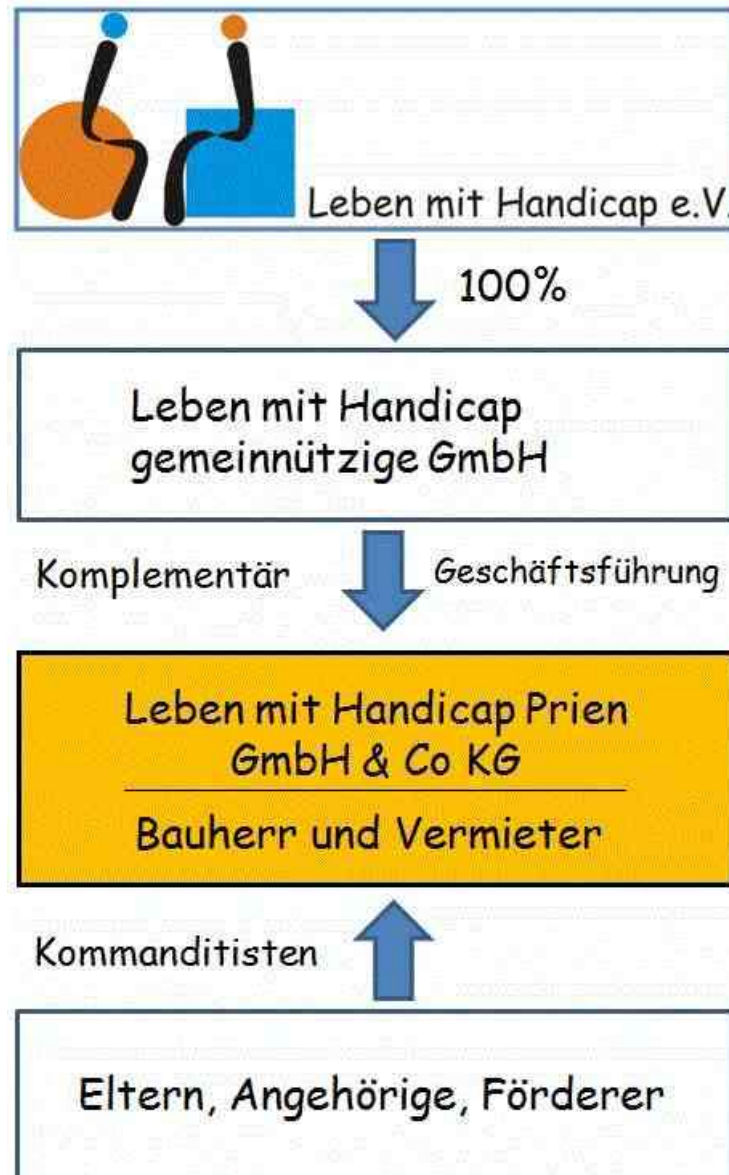 Leben mit Handicap e.V.
100%
Leben mit Handicap
gemeinnützige GmbH
Komplementär
Geschäftsführung
Leben mit Handicap Prien
GmbH & Co KG
Bauherr und Vermieter
Kommanditisten
Eltern, Angehörige, Förderer